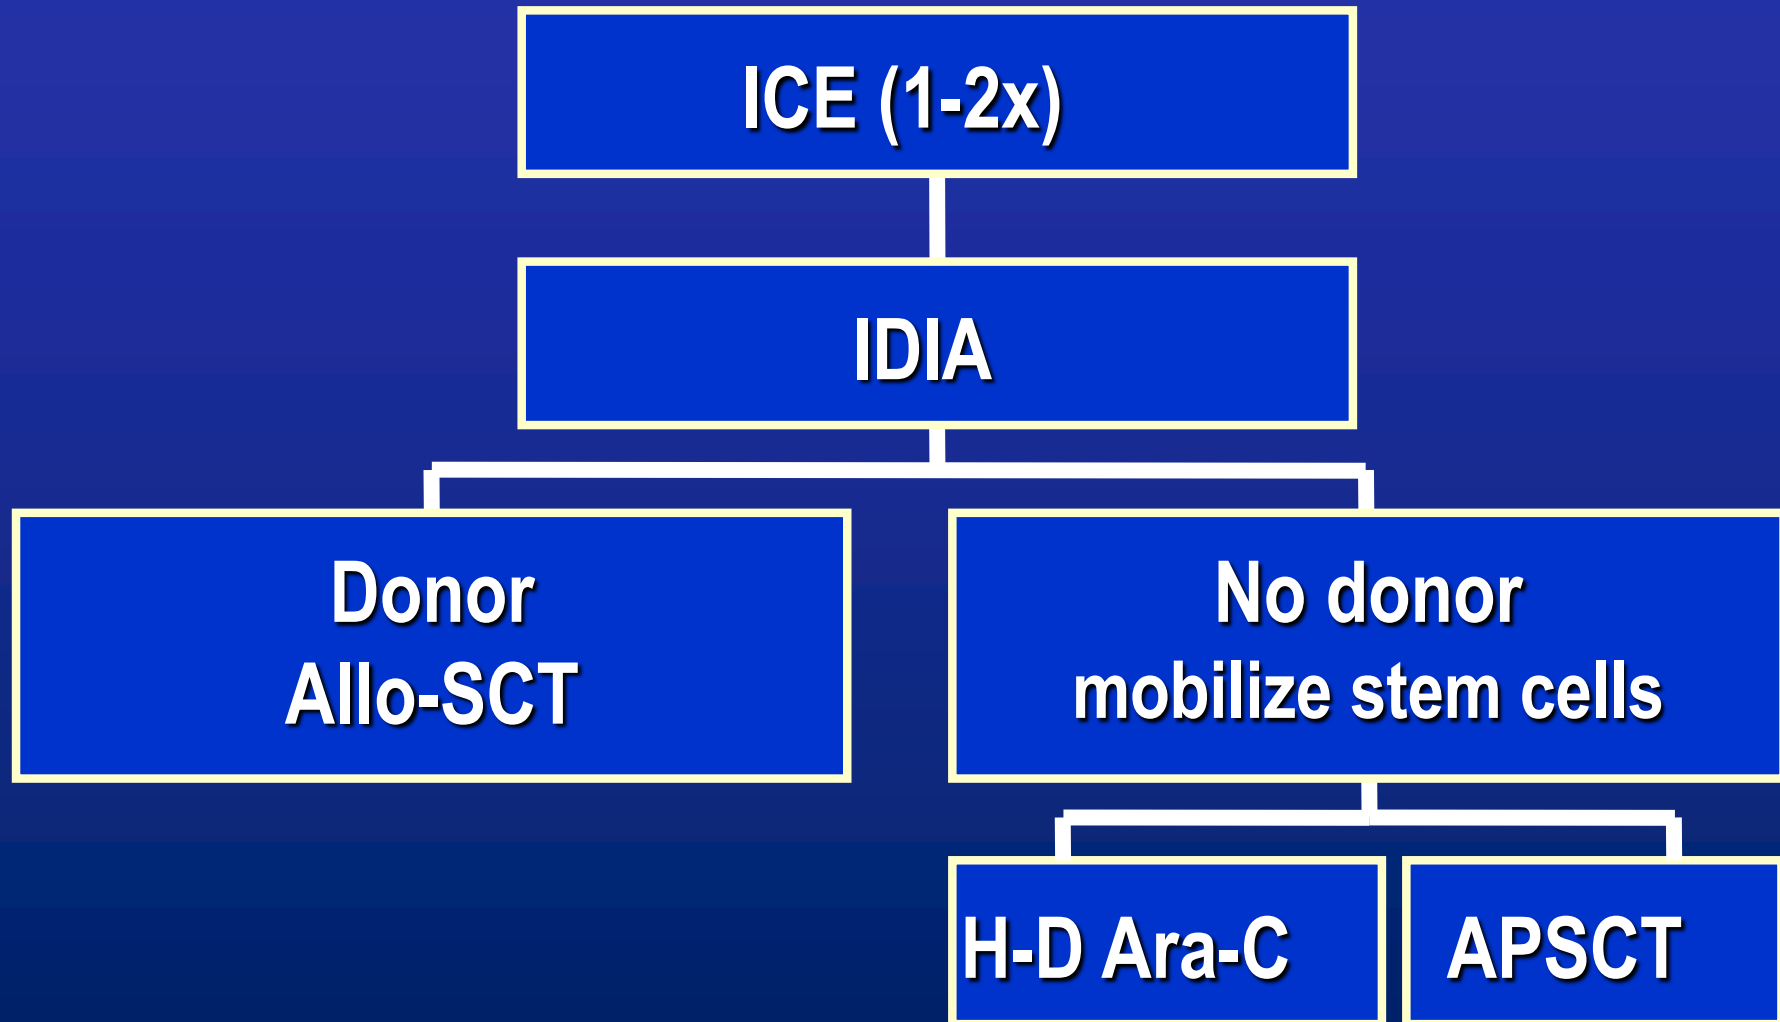 ICE (1-2x)
IDIA
Donor
Allo-SCT
No donor
mobilize stem cells
H-D Ara-C
APSCT